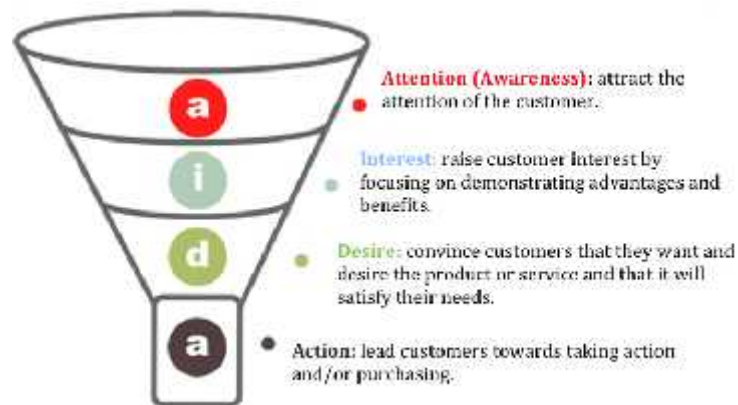 a
Attention (Awareness): attract the
attention of the customer.
i
Interest: raise customer interest by
focusing on demonstrating advantages and
benefits.
d
Desire: convince customers that they want and
desire the product or service and that it will
satisfy their needs.
a
Action: lead customers towards taking action
and/or purchasing.